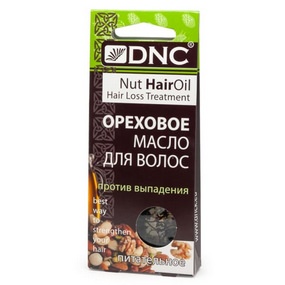 DNC
Nut HairOil
Hair Loss Treatment
ОРЕХОВОЕ
МАСЛО
ДЛЯ ВОЛОС
против выпадения
best
way
to
strengthen
your
hair
питательное